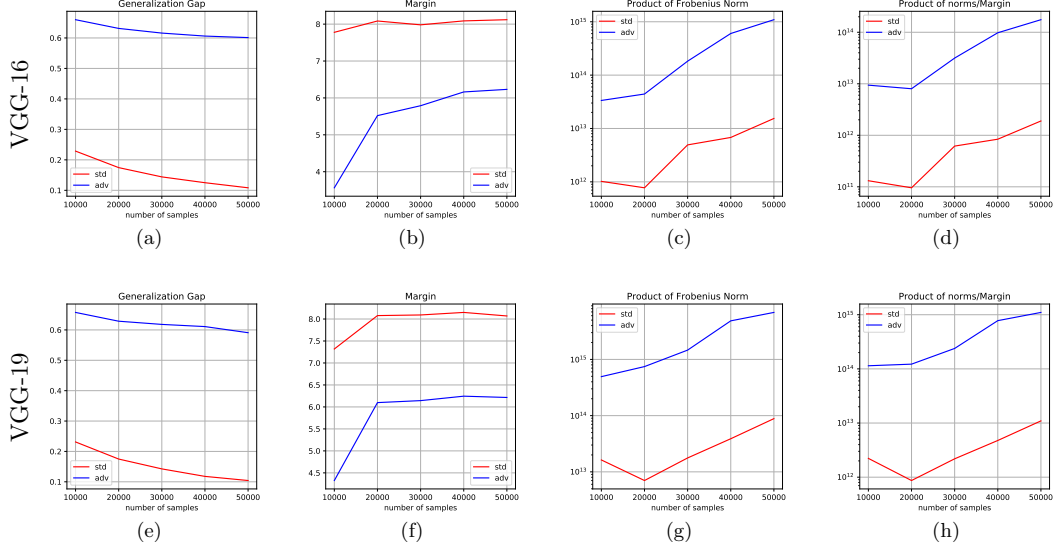 VGG-16
Generalization Gap
0.6
0.5
0.4
0.3
0.2
0.1
std
adv
10000 20000 30000 40000 50000
number of samples
(a)
Margin
8
7
6
5
4
std
adv
10000 20000 30000 40000 50000
number of samples
(b)
Product of Frobenius Norm
std
adv
10^15
10^14
10^13
10^12
10000 20000 30000 40000 50000
number of samples
(c)
Product of norms/Margin
std
adv
10^14
10^13
10^12
10^11
10000 20000 30000 40000 50000
number of samples
(d)
VGG-19
Generalization Gap
0.6
0.5
0.4
0.3
0.2
0.1
std
adv
10000 20000 30000 40000 50000
number of samples
(e)
Margin
8.0
7.5
7.0
6.5
6.0
5.5
5.0
4.5
std
adv
10000 20000 30000 40000 50000
number of samples
(f)
Product of Frobenius Norm
std
adv
10^15
10^14
10^13
10000 20000 30000 40000 50000
number of samples
(g)
Product of norms/Margin
std
adv
10^15
10^14
10^13
10^12
10000 20000 30000 40000 50000
number of samples
(h)